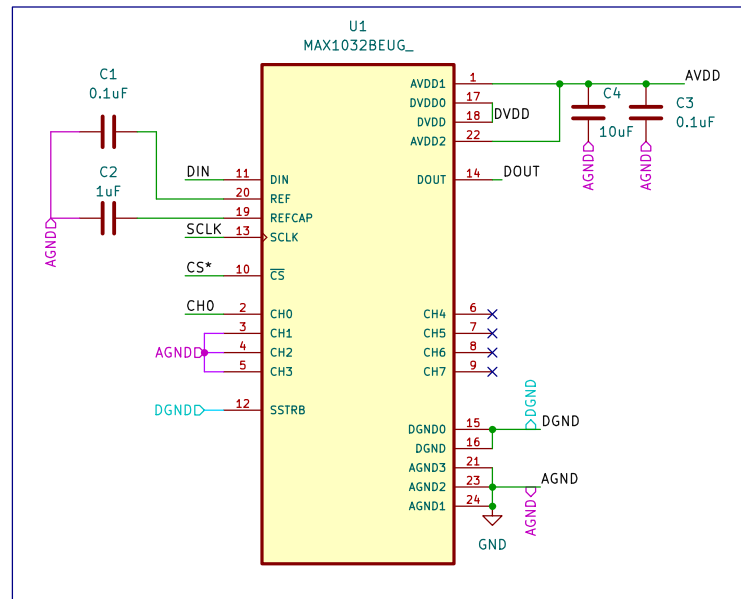 U1
MAX1032BEUG_
C1
0.1uF
C2
1uF
AGND
DIN
11
DIN
20
REF
19
REFCAP
SCLK
13
SCLK
CS*
10
CS
CH0
2
CH0
3
CH1
AGND
4
CH2
5
CH3
DGND
12
SSTRB
AVDD1
1
AVDD
DVDD0
17
DVDD
18
DVDD
AVDD2
22
C4
10uF
AGND
C3
0.1uF
AGND
DOUT
14
DOUT
CH4
6
CH5
7
CH6
8
CH7
9
DGND
DGND0
15
DGND
DGND
16
AGND3
21
AGND2
23
AGND
AGND1
24
AGND
GND